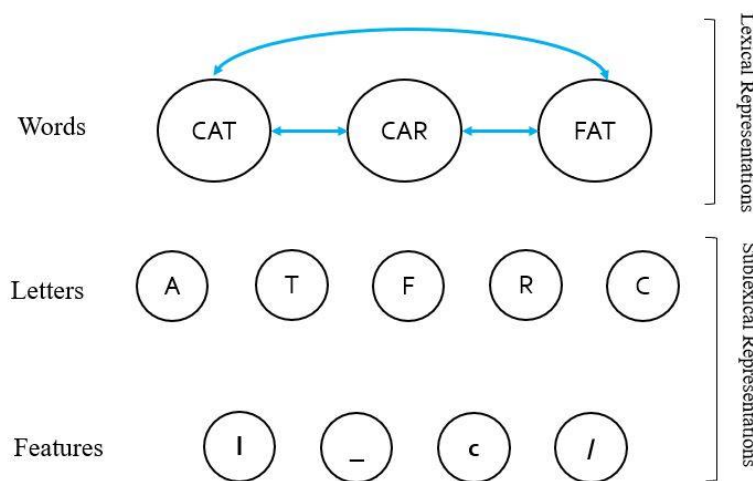 Words
CAT CAR FAT
Lexical Representations
Letters
A T F R C
Features
I _ c /
Sublexical Representations